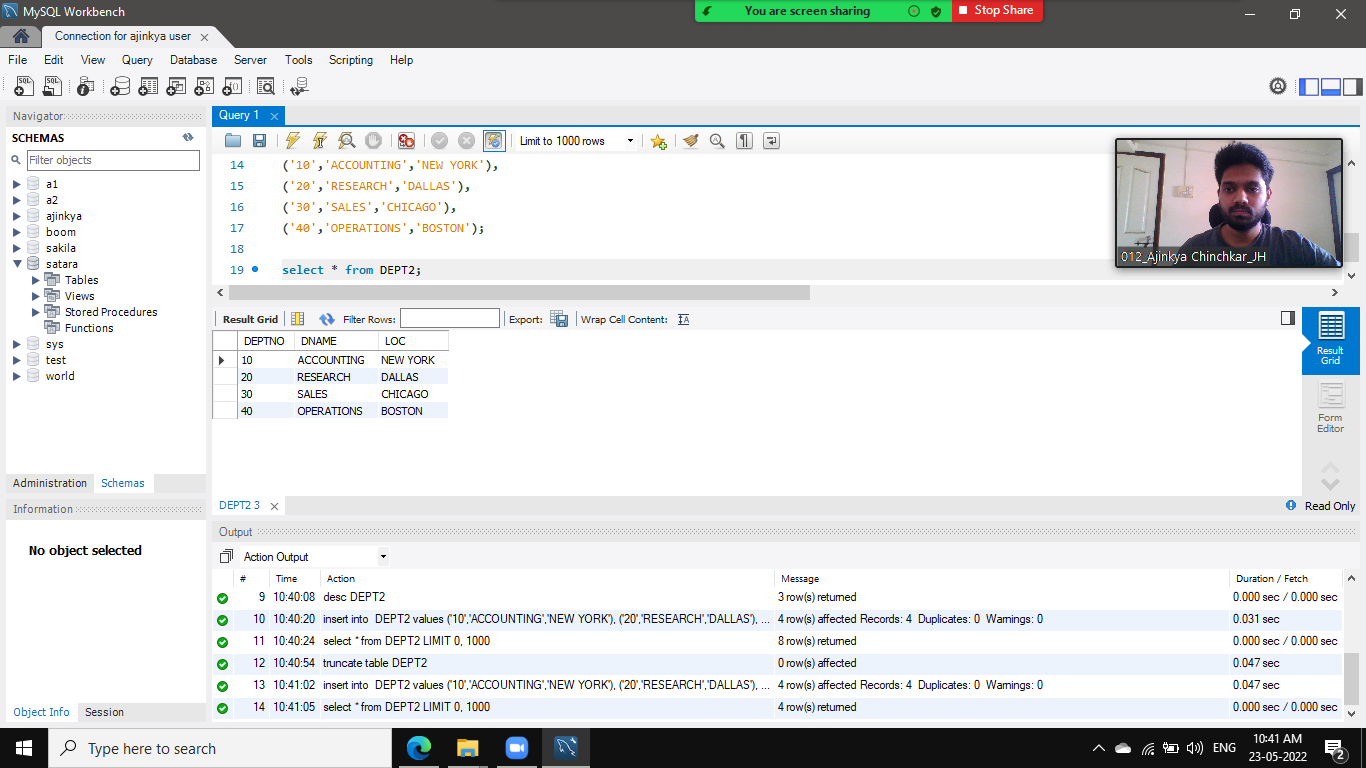 MySQL Workbench
You are screen sharing
Stop Share
Connection for ajinkya user
File Edit View Query Database Server Tools Scripting Help
Navigator
SCHEMAS
Filter objects
a1
a2
ajinkya
boom
sakila
satara
Tables
Views
Stored Procedures
Functions
sys
test
world
Administration Schemas
Information
No object selected
Object Info Session
Query 1
Limit to 1000 rows
14 ('10','ACCOUNTING','NEW YORK'),
15 ('20','RESEARCH','DALLAS'),
16 ('30','SALES','CHICAGO'),
17 ('40','OPERATIONS','BOSTON');
18
19 select * from DEPT2;
012_Ajinkya Chinchkar_JH
Result Grid Filter Rows: Export: Wrap Cell Content:
DEPTNO DNAME LOC
10 ACCOUNTING NEW YORK
20 RESEARCH DALLAS
30 SALES CHICAGO
40 OPERATIONS BOSTON
Result
Grid
Form
Editor
DEPT2 3
Read Only
Output
Action Output
# Time Action Message Duration / Fetch
9 10:40:08 desc DEPT2 3 row(s) returned 0.000 sec / 0.000 sec
10 10:40:20 insert into DEPT2 values ('10','ACCOUNTING','NEW YORK'), ('20','RESEARCH','DALLAS'), ... 4 row(s) affected Records: 4 Duplicates: 0 Warnings: 0 0.031 sec
11 10:40:24 select * from DEPT2 LIMIT 0, 1000 8 row(s) returned 0.000 sec / 0.000 sec
12 10:40:54 truncate table DEPT2 0 row(s) affected 0.047 sec
13 10:41:02 insert into DEPT2 values ('10','ACCOUNTING','NEW YORK'), ('20','RESEARCH','DALLAS'), ... 4 row(s) affected Records: 4 Duplicates: 0 Warnings: 0 0.047 sec
14 10:41:05 select * from DEPT2 LIMIT 0, 1000 4 row(s) returned 0.000 sec / 0.000 sec
Type here to search
ENG
10:41 AM
23-05-2022
2